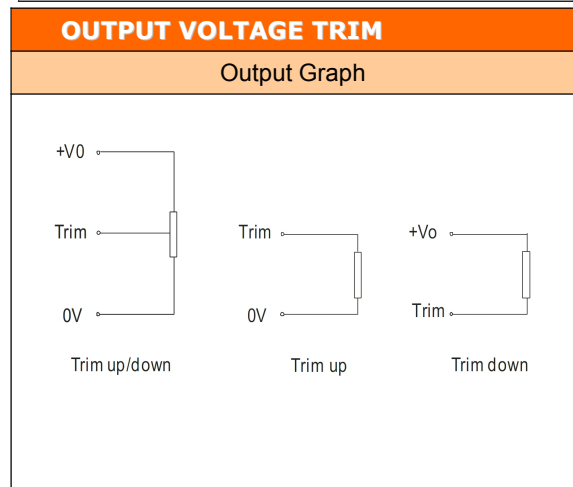 OUTPUT VOLTAGE TRIM
Output Graph
+V0
Trim
0V
Trim up/down
Trim
0V
Trim up
+Vo
Trim
Trim down